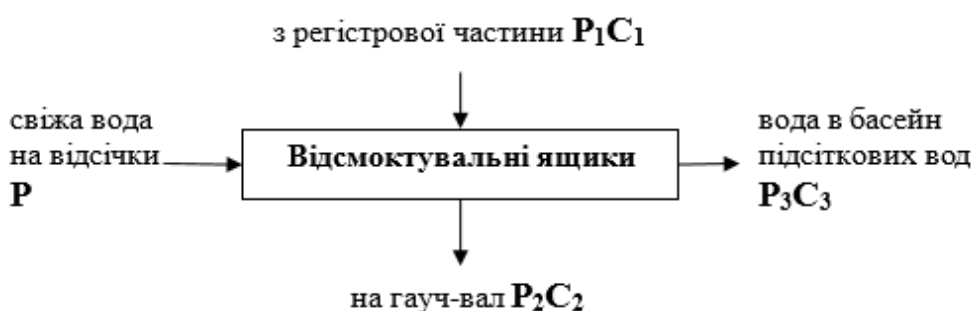 з регістрової частини P₁C₁
свіжа вода
на відсічки
P
Відсмоктувальні ящики
вода в басейн
підсіткових вод
P₃C₃
на гауч-вал P₂C₂